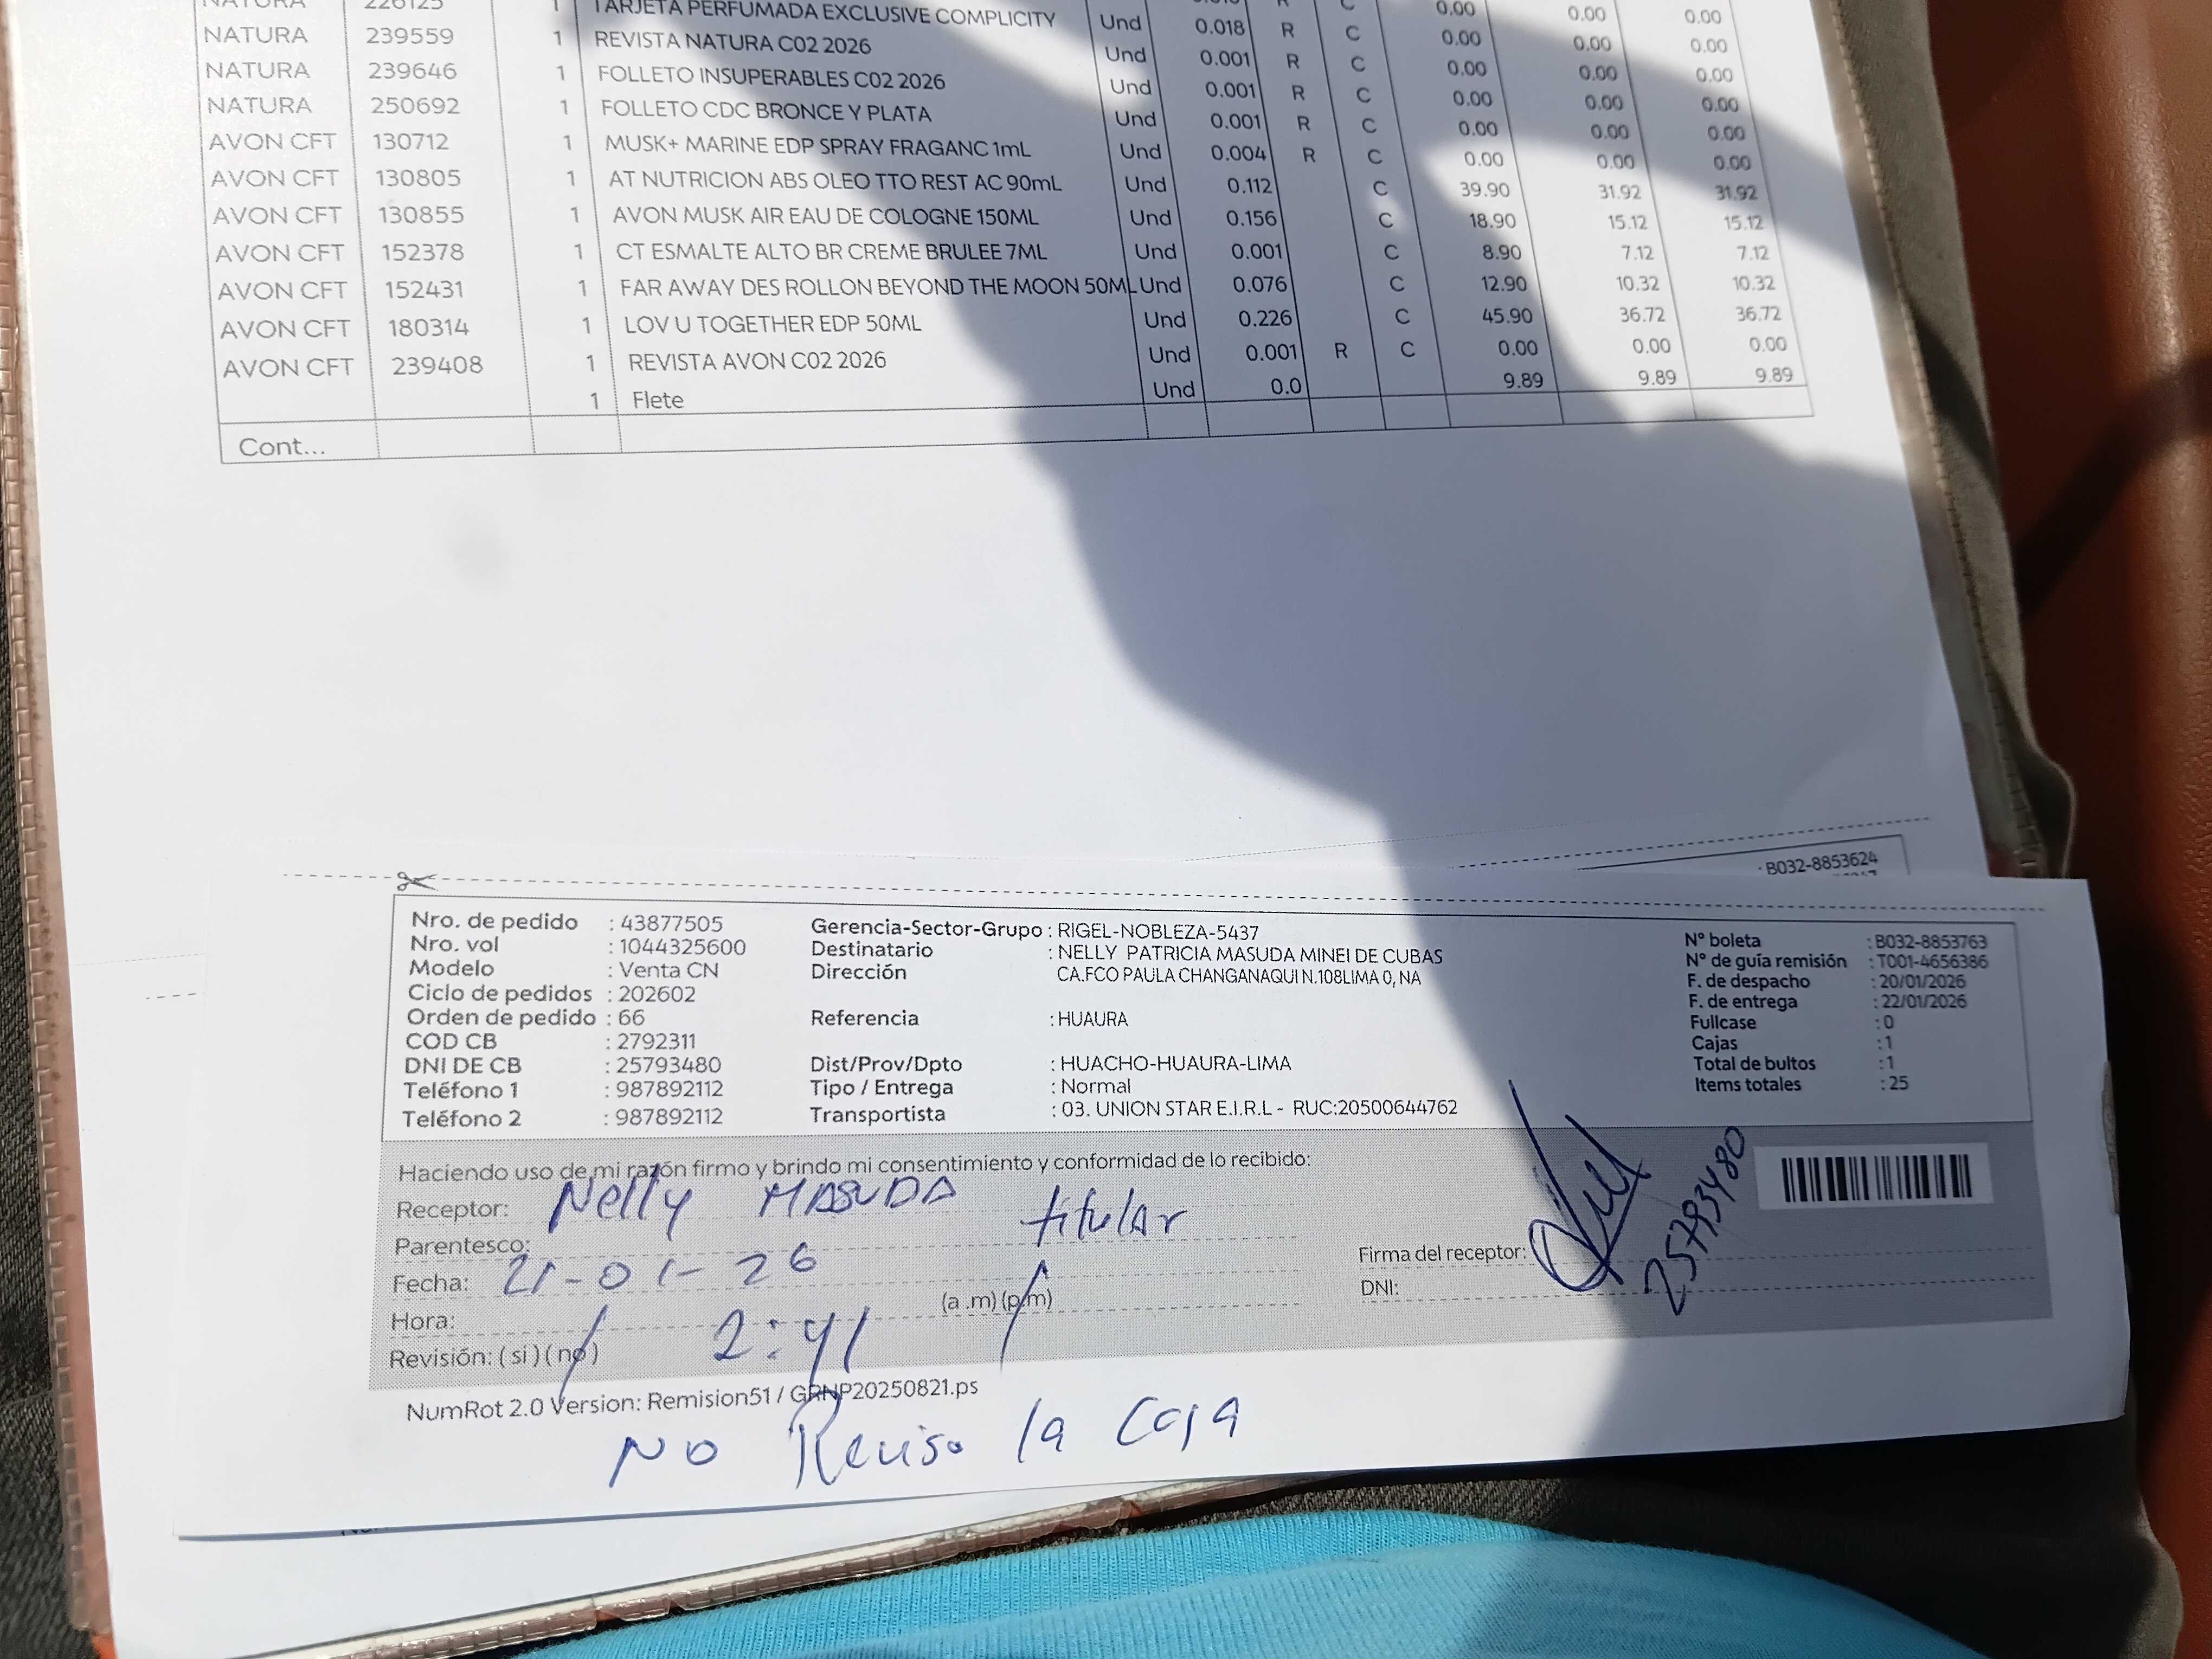 NATURA 226125 1 TARJETA PERFUMADA EXCLUSIVE COMPLICITY Und 0.018 R C 0.00 0.00 0.00
NATURA 239559 1 REVISTA NATURA C02 2026 Und 0.001 R C 0.00 0.00 0.00
NATURA 239646 1 FOLLETO INSUPERABLES C02 2026 Und 0.001 R C 0.00 0.00 0.00
NATURA 250692 1 FOLLETO CDC BRONCE Y PLATA Und 0.001 R C 0.00 0.00 0.00
AVON CFT 130712 1 MUSK+ MARINE EDP SPRAY FRAGANC 1mL Und 0.004 R C 0.00 0.00 0.00
AVON CFT 130805 1 AT NUTRICION ABS OLEO TTO REST AC 90mL Und 0.112 C 39.90 31.92 31.92
AVON CFT 130855 1 AVON MUSK AIR EAU DE COLOGNE 150ML Und 0.156 C 18.90 15.12 15.12
AVON CFT 152378 1 CT ESMALTE ALTO BR CREME BRULEE 7ML Und 0.001 C 8.90 7.12 7.12
AVON CFT 152431 1 FAR AWAY DES ROLLON BEYOND THE MOON 50ML Und 0.076 C 12.90 10.32 10.32
AVON CFT 180314 1 LOV U TOGETHER EDP 50ML Und 0.226 C 45.90 36.72 36.72
AVON CFT 239408 1 REVISTA AVON C02 2026 Und 0.001 R C 0.00 0.00 0.00
1 Flete Und 0.0 9.89 9.89 9.89
Cont...
· B032-8853624
Nro. de pedido : 43877505 Gerencia-Sector-Grupo : RIGEL-NOBLEZA-5437 N° boleta : B032-8853763
Nro. vol : 1044325600 Destinatario : NELLY PATRICIA MASUDA MINEI DE CUBAS N° de guía remisión : T001-4656386
Modelo : Venta CN Dirección CA.FCO PAULA CHANGANAQUI N.108LIMA 0, NA F. de despacho : 20/01/2026
Ciclo de pedidos : 202602 F. de entrega : 22/01/2026
Orden de pedido : 66 Referencia : HUAURA Fullcase : 0
COD CB : 2792311 Cajas : 1
DNI DE CB : 25793480 Dist/Prov/Dpto : HUACHO-HUAURA-LIMA Total de bultos : 1
Teléfono 1 : 987892112 Tipo / Entrega : Normal Items totales : 25
Teléfono 2 : 987892112 Transportista : 03. UNION STAR E.I.R.L - RUC:20500644762
Haciendo uso de mi razón firmo y brindo mi consentimiento y conformidad de lo recibido:
Receptor: Nelly MASUDA titular
Parentesco: Firma del receptor:
Fecha: 21-01-26 DNI: 25793480
Hora: 2:41 (a .m) (p.m)
Revisión: ( si ) ( no )
NumRot 2.0 Version: Remision51 / GRNP20250821.ps
NO Reviso la Caja